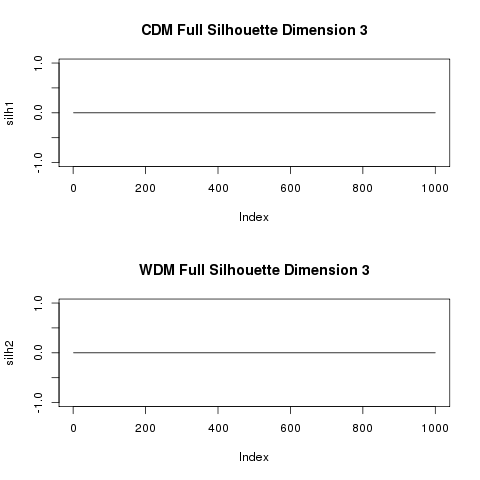 CDM Full Silhouette Dimension 3
1.0
0.0
-1.0
silh1
0 200 400 600 800 1000
Index
WDM Full Silhouette Dimension 3
1.0
0.0
-1.0
silh2
0 200 400 600 800 1000
Index